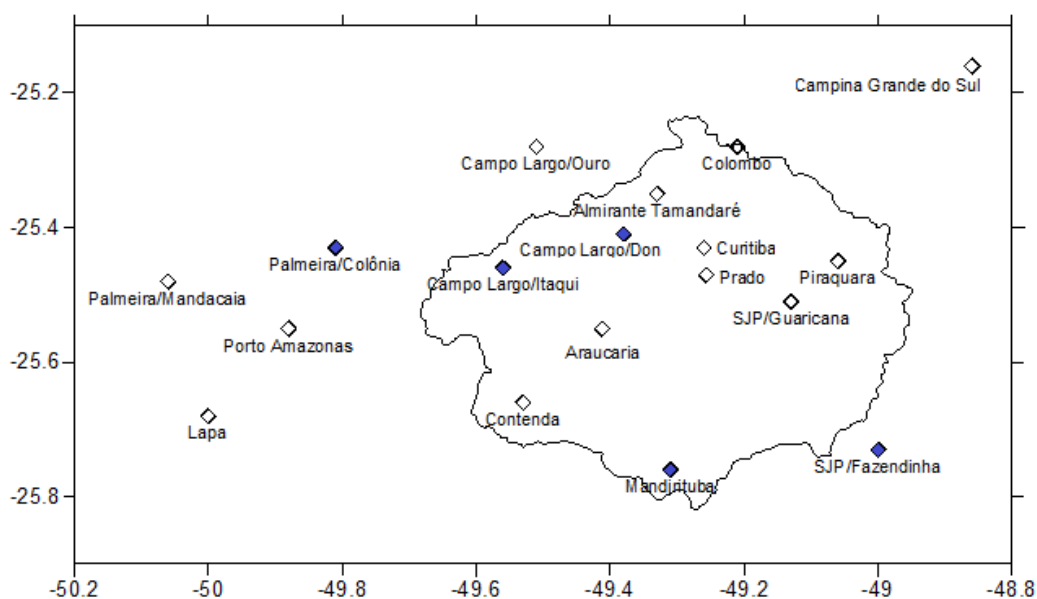 -25.2
Campina Grande do Sul
Campo Largo/Ouro
Colombo
Almirante Tamandaré
-25.4
Campo Largo/Don
Curitiba
Palmeira/Colônia
Campo Largo/Itaqui
Prado
Piraquara
Palmeira/Mandacaia
SJP/Guaricana
Porto Amazonas
Araucaria
-25.6
Contenda
Lapa
SJP/Fazendinha
Mandirituba
-25.8
-50.2 -50 -49.8 -49.6 -49.4 -49.2 -49 -48.8